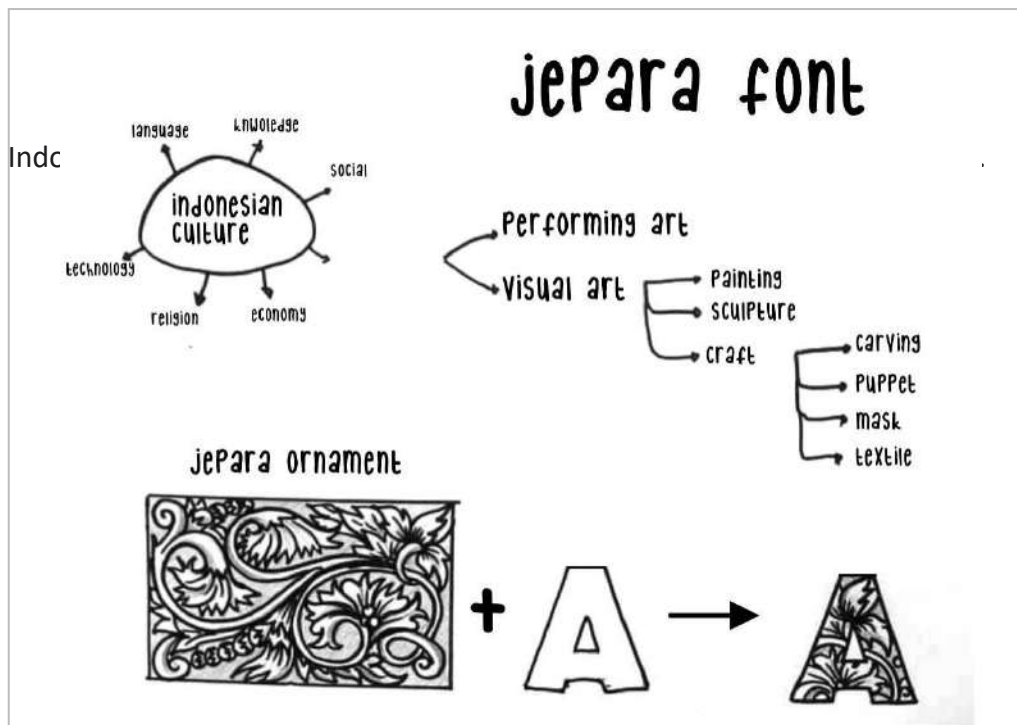 jepara font
language
knwoledge
Indc
social
indonesian
culture
Performing art
technology
Visual art
Painting
sculpture
religion
economy
craft
carving
puppet
mask
textile
jepara ornament
+ A A